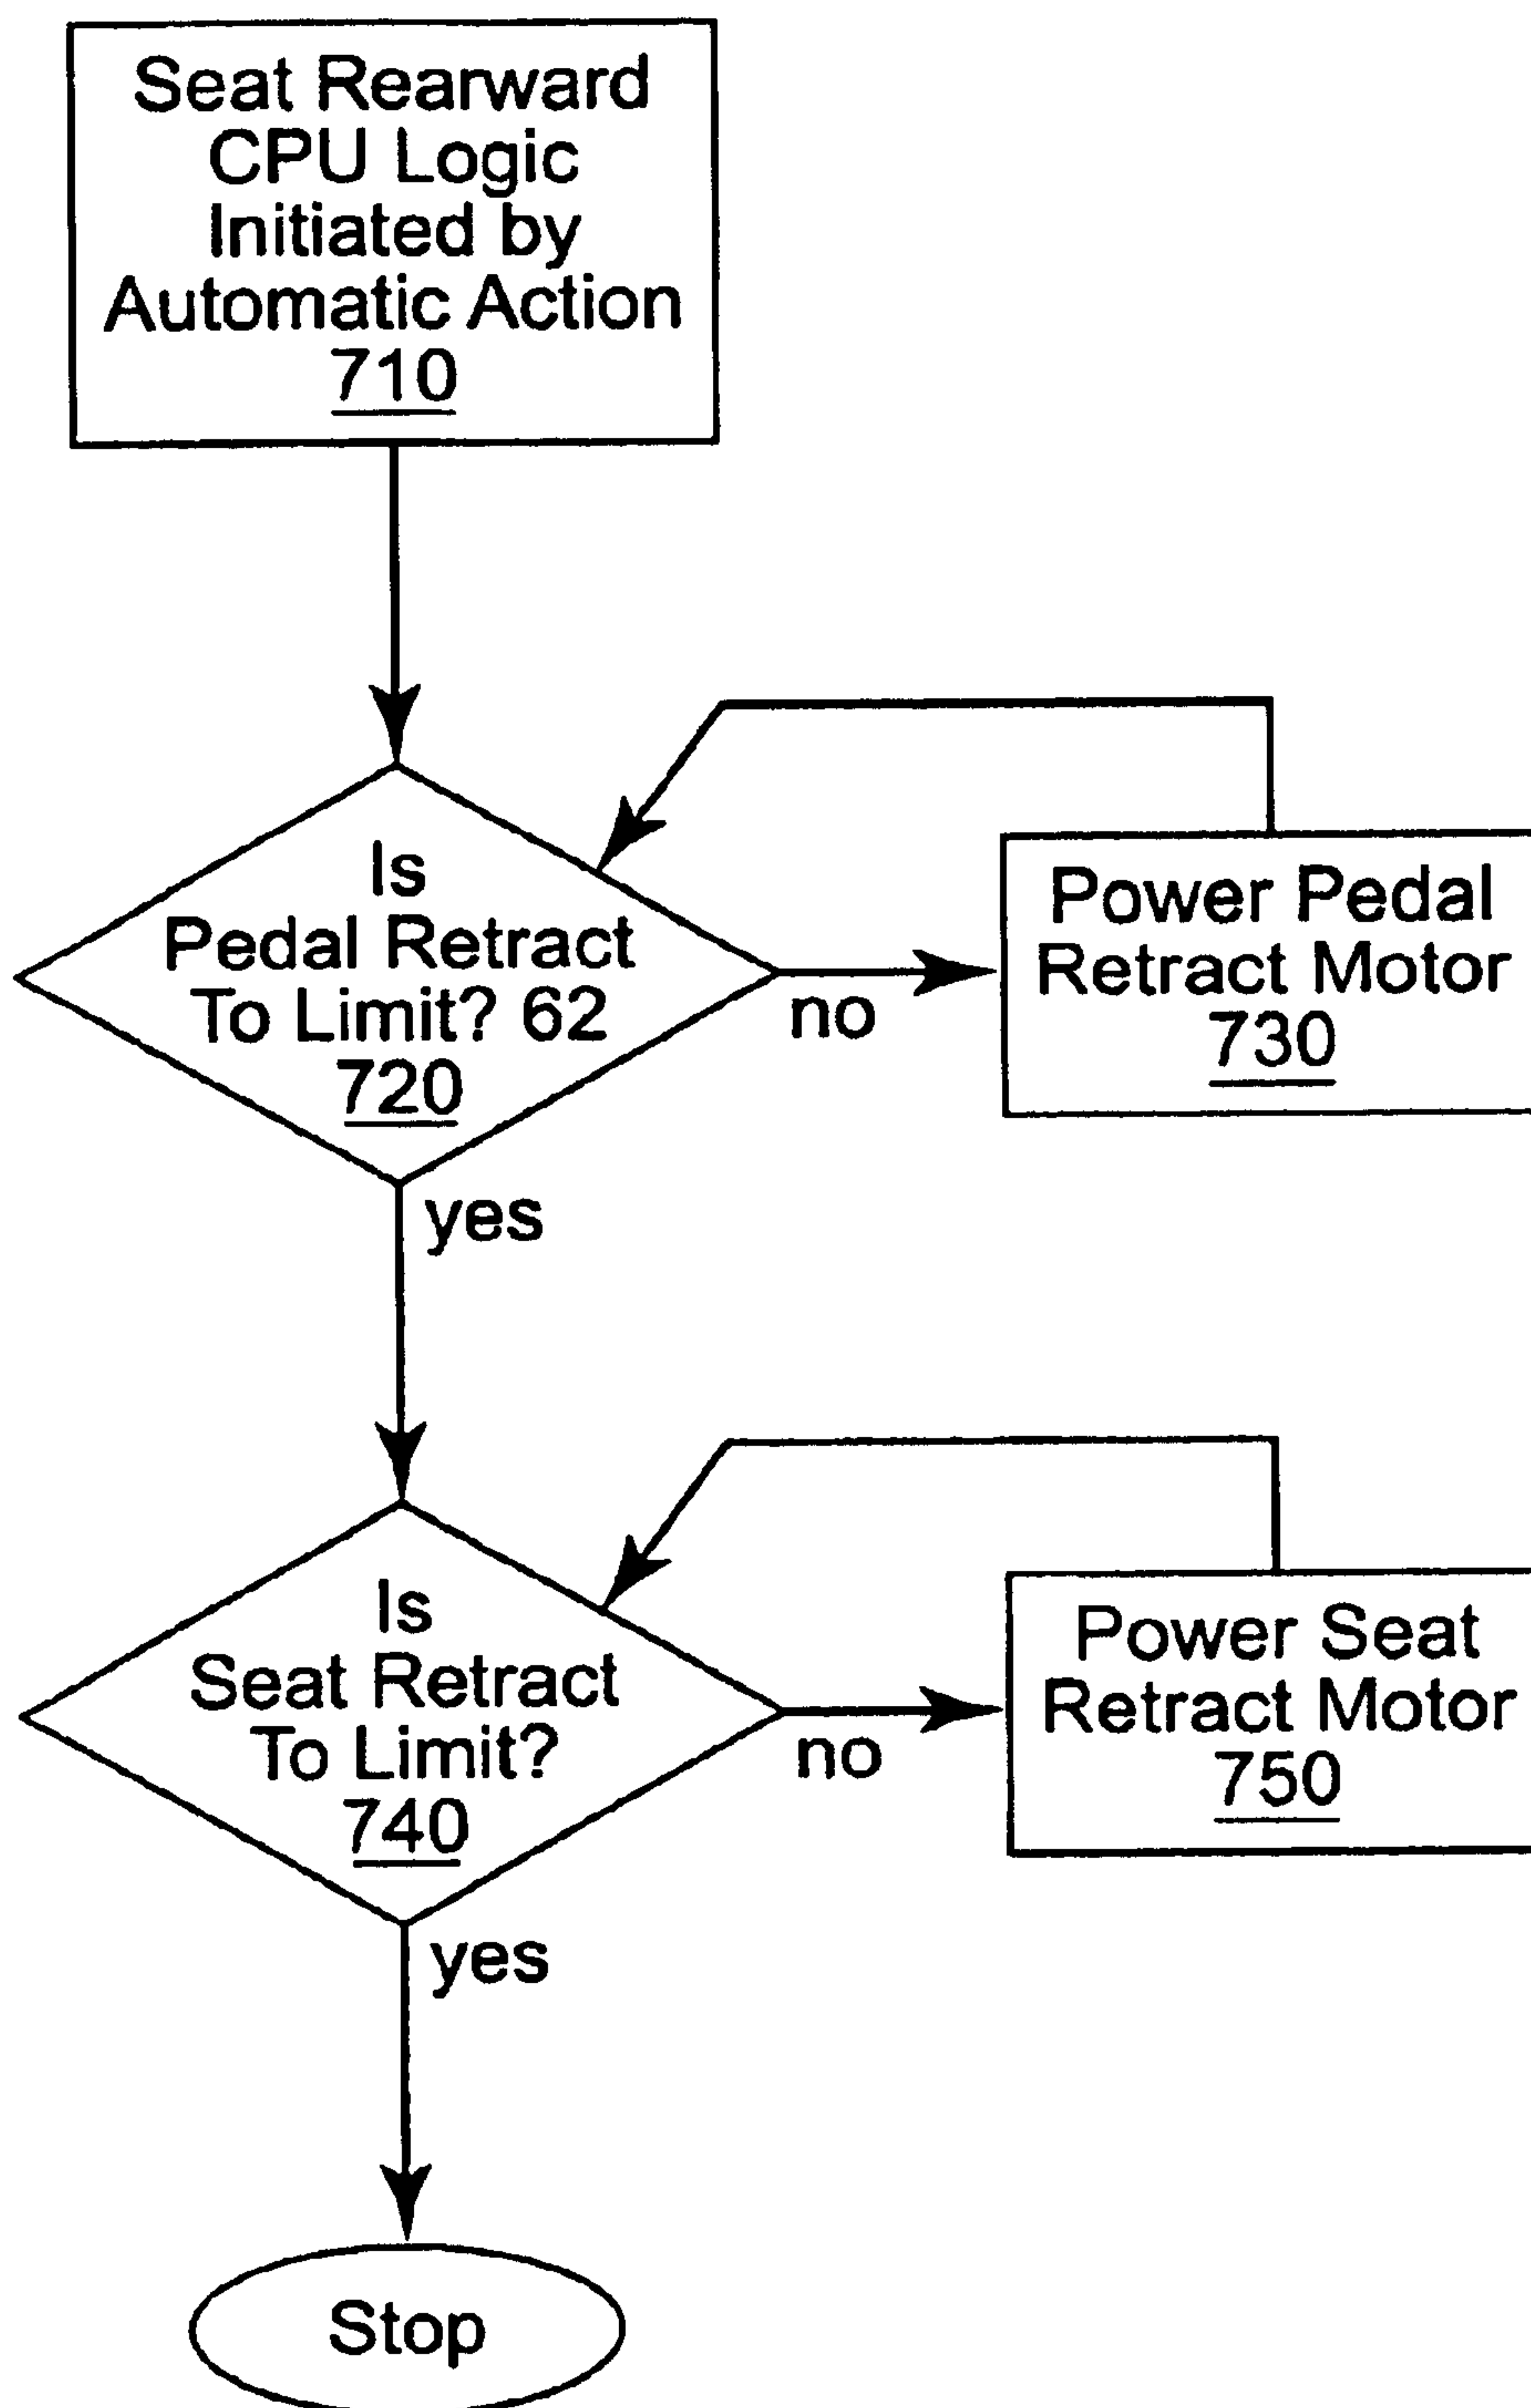 Seat Rearward
CPU Logic
Initiated by
Automatic Action
710
Is
Pedal Retract
To Limit? 62
720
no
Power Pedal
Retract Motor
730
yes
Is
Seat Retract
To Limit?
740
no
Power Seat
Retract Motor
750
yes
Stop